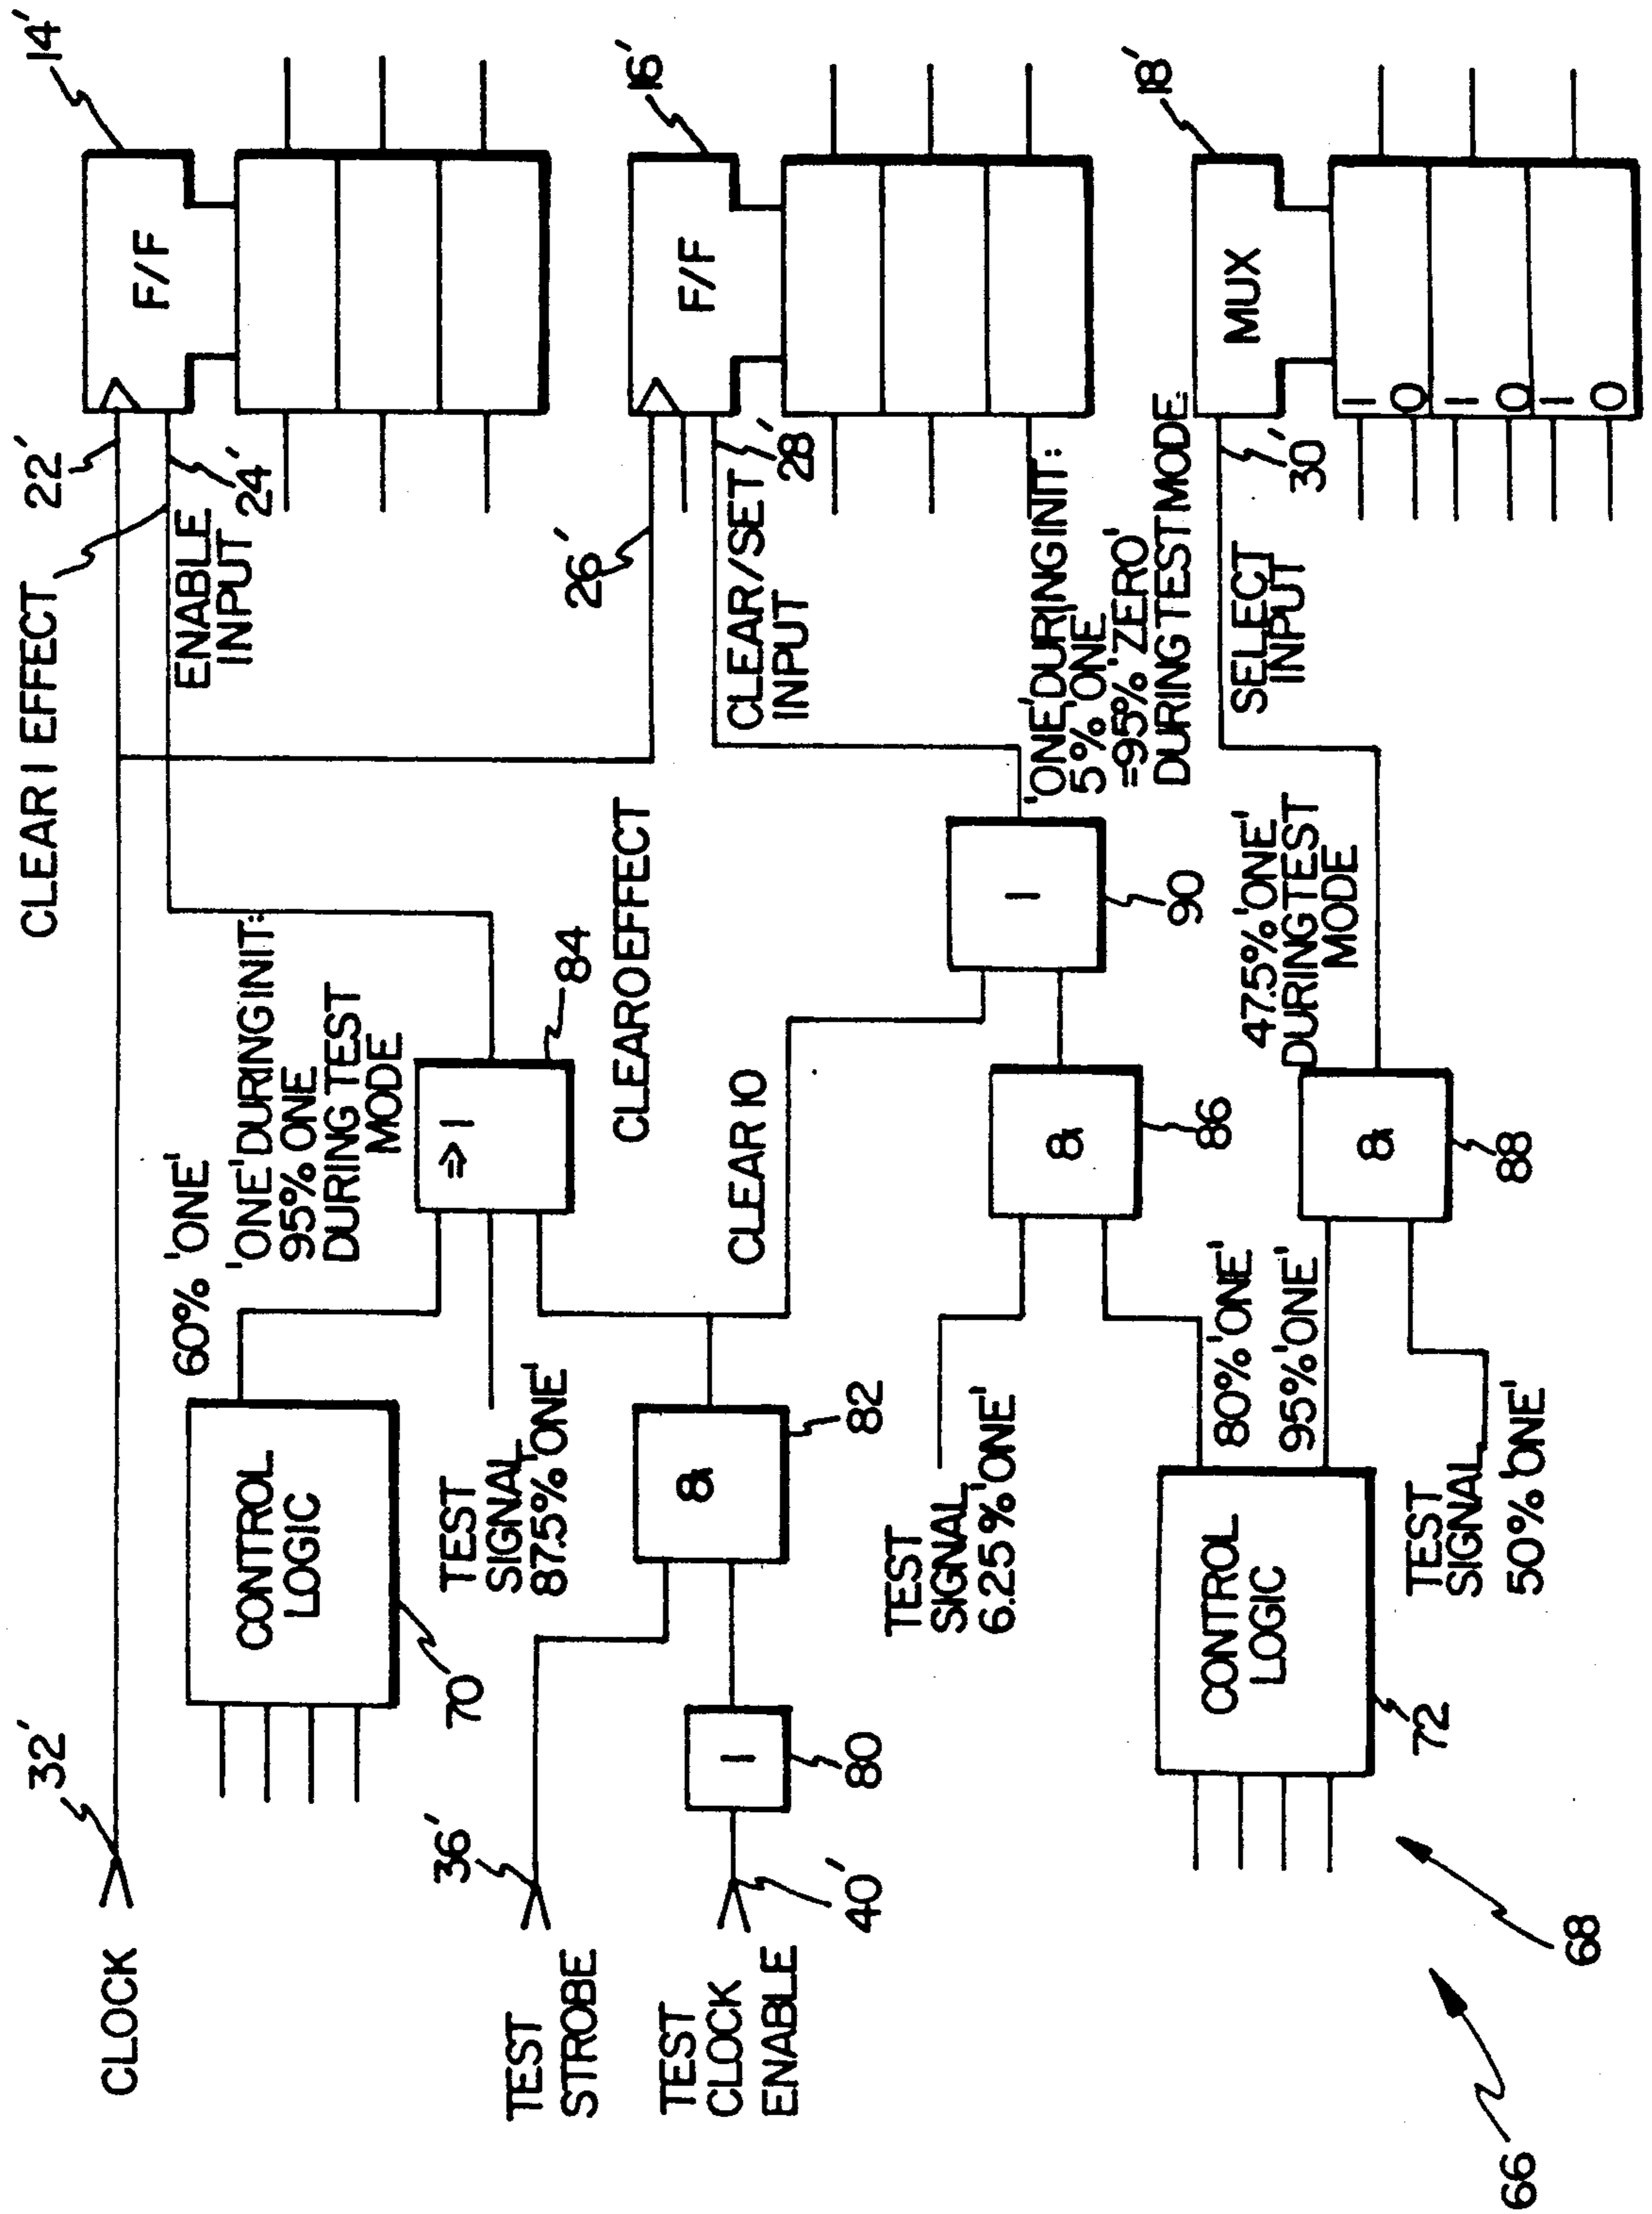 14'
22'
CLEAR 1 EFFECT
F/F
24'
ENABLE
INPUT
32'
CLOCK
60% 'ONE'
'ONE' DURING INIT:
95% ONE
DURING TEST
MODE
CONTROL
LOGIC
70
≥ 1
84
TEST
SIGNAL
87.5% 'ONE'
16'
F/F
26'
28'
CLEAR/SET
INPUT
CLEAR 0 EFFECT
CLEAR 10
36'
TEST
STROBE
&
82
1
80
40'
TEST
CLOCK
ENABLE
'ONE' DURING INIT:
5% 'ONE
=95% 'ZERO'
DURING TEST MODE
1
90
&
86
TEST
SIGNAL
6.25% 'ONE'
18'
MUX
30'
1
0
1
0
1
0
SELECT
INPUT
47.5% 'ONE'
DURING TEST
MODE
&
88
80% 'ONE'
95% 'ONE'
CONTROL
LOGIC
72
TEST
SIGNAL
50% 'ONE'
68
66